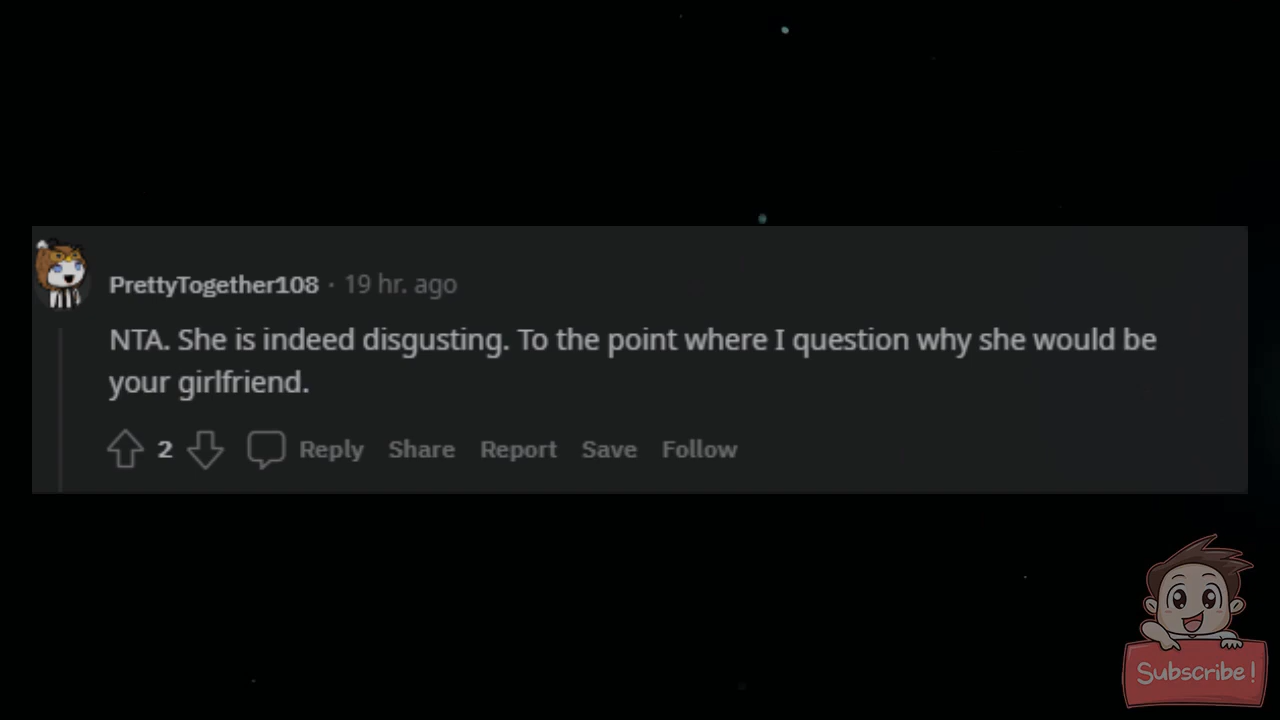 PrettyTogether108 · 19 hr. ago
NTA. She is indeed disgusting. To the point where I question why she would be
your girlfriend.
2 Reply Share Report Save Follow
Subscribe!